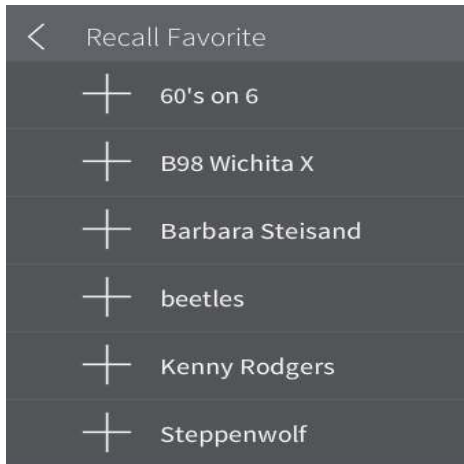 Recall Favorite
60's on 6
B98 Wichita X
Barbara Steisand
beetles
Kenny Rodgers
Steppenwolf